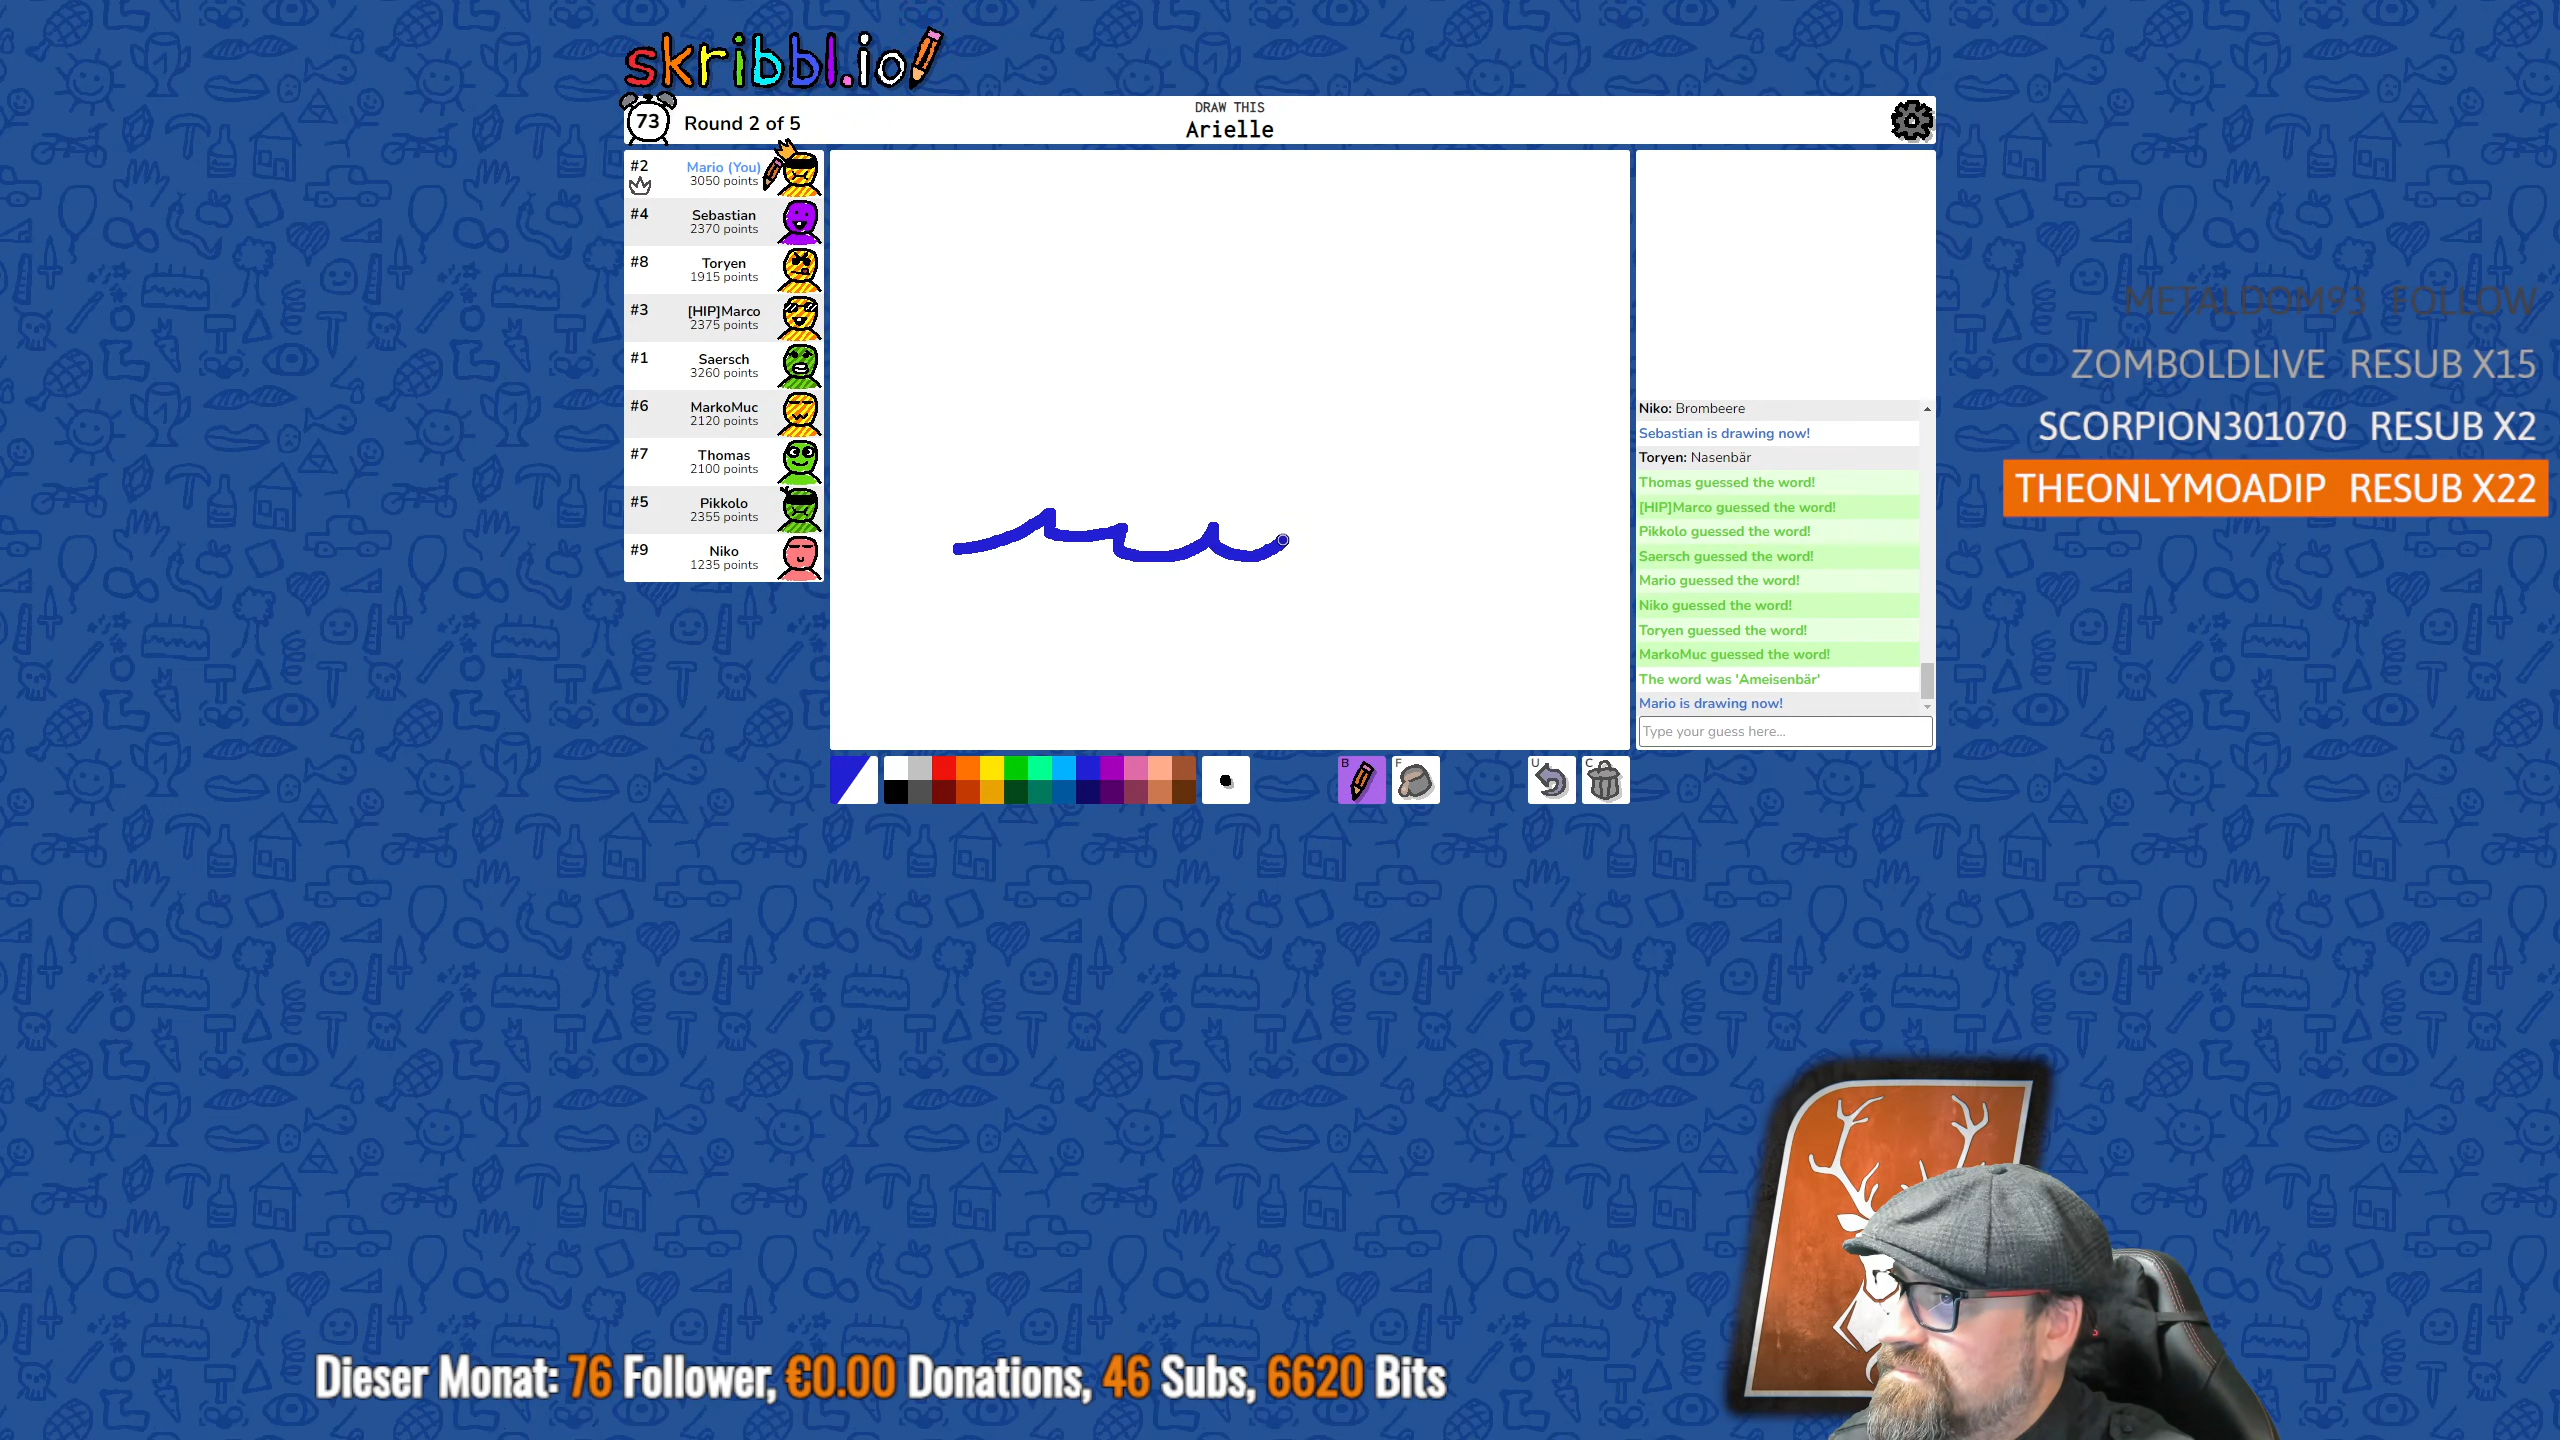 skribbl.io
73
Round 2 of 5
DRAW THIS
Arielle
#2
Mario (You)
3050 points
#4
Sebastian
2370 points
#8
Toryen
1915 points
#3
[HIP]Marco
2375 points
#1
Saersch
3260 points
#6
MarkoMuc
2120 points
#7
Thomas
2100 points
#5
Pikkolo
2355 points
#9
Niko
1235 points
Niko: Brombeere
Sebastian is drawing now!
Toryen: Nasenbär
Thomas guessed the word!
[HIP]Marco guessed the word!
Pikkolo guessed the word!
Saersch guessed the word!
Mario guessed the word!
Niko guessed the word!
Toryen guessed the word!
MarkoMuc guessed the word!
The word was 'Ameisenbär'
Mario is drawing now!
Type your guess here...
B
F
U
C
METALDOM93 FOLLOW
ZOMBOLDLIVE RESUB X15
SCORPION301070 RESUB X2
THEONLYMOADIP RESUB X22
Dieser Monat: 76 Follower, €0.00 Donations, 46 Subs, 6620 Bits